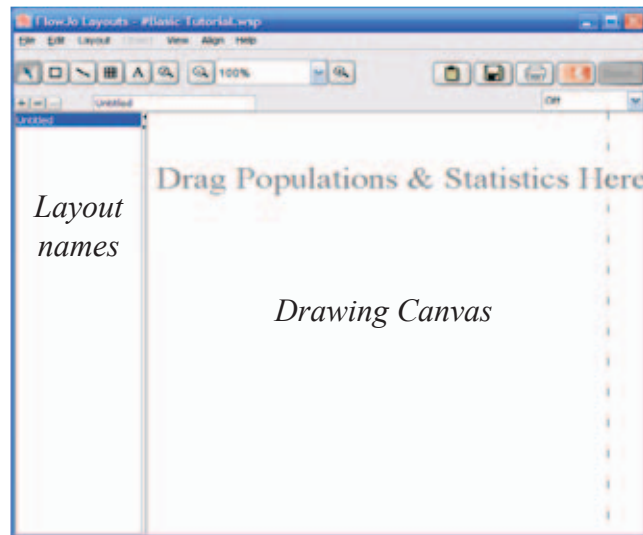 FlowJo Layouts - #Basic Tutorial.wsp
File Edit Layout View Align Help
A 100%
Untitled
Off
Untitled
Drag Populations & Statistics Here
Layout
names
Drawing Canvas